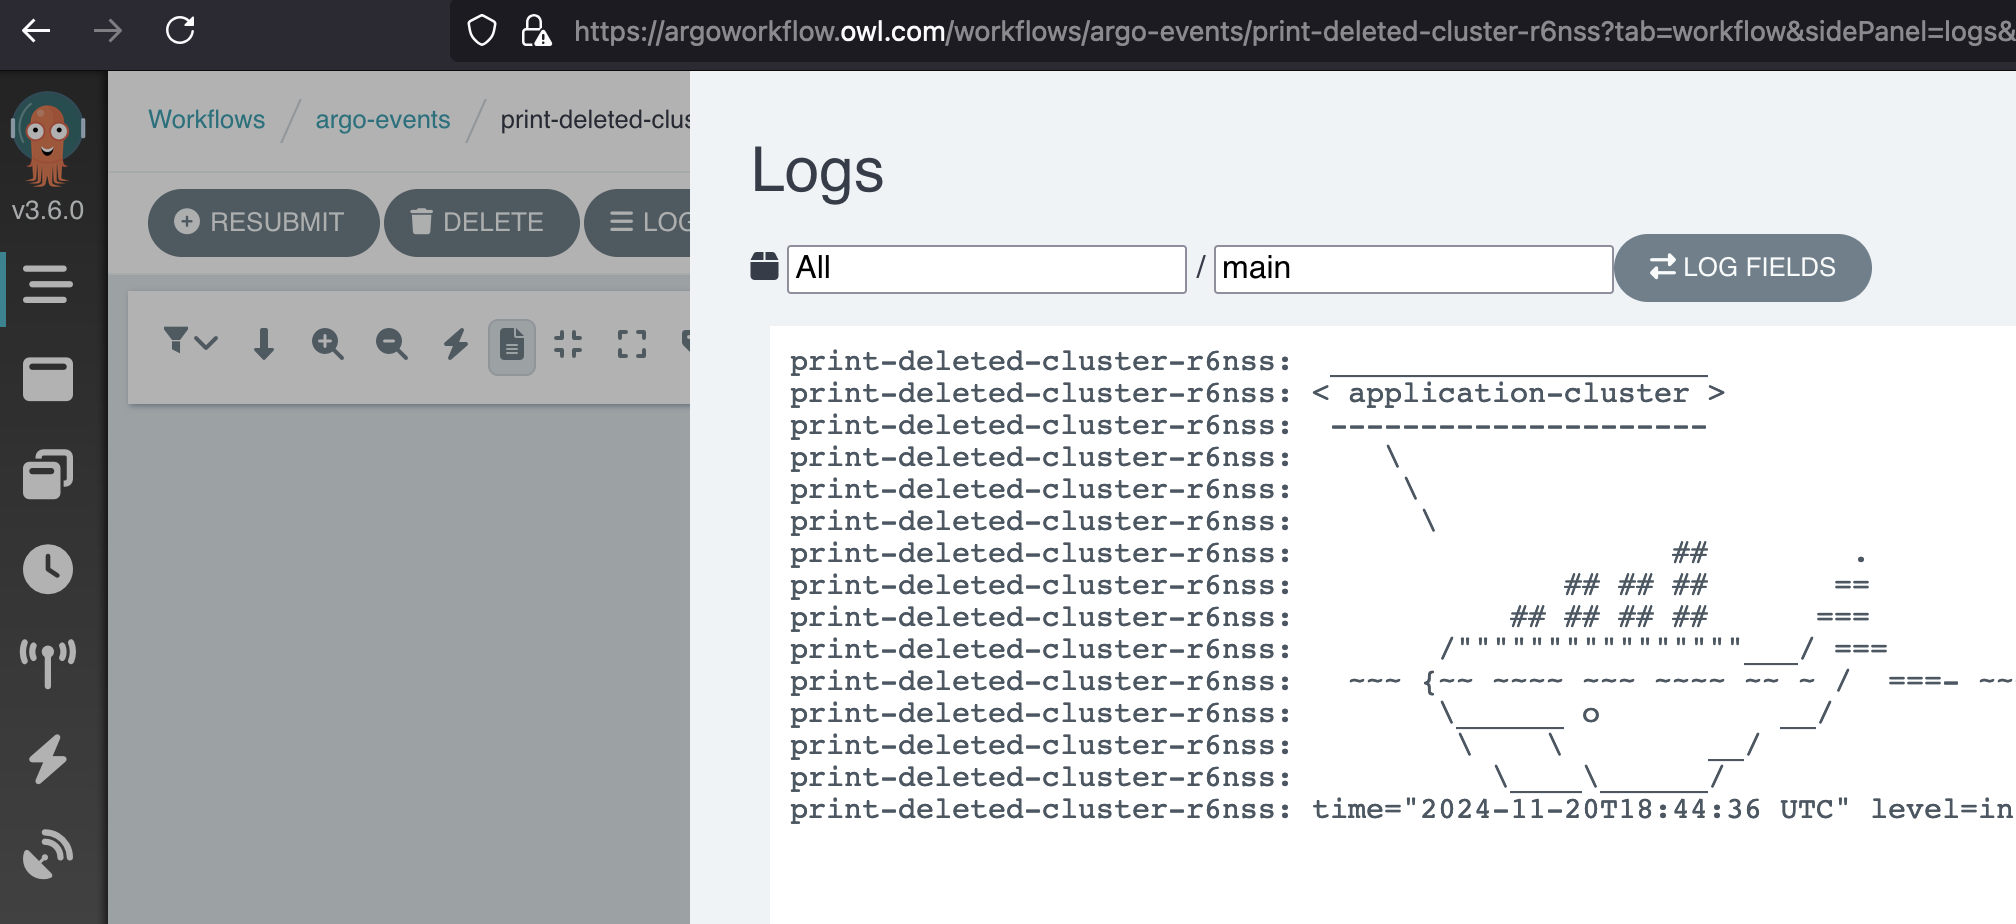 https://argoworkflow.owl.com/workflows/argo-events/print-deleted-cluster-r6nss?tab=workflow&sidePanel=logs&
v3.6.0
Workflows / argo-events / print-deleted-clus
RESUBMIT DELETE LOG
Logs
All / main LOG FIELDS
print-deleted-cluster-r6nss:   _____________________
print-deleted-cluster-r6nss: < application-cluster >
print-deleted-cluster-r6nss:  ---------------------
print-deleted-cluster-r6nss:     \
print-deleted-cluster-r6nss:      \
print-deleted-cluster-r6nss:       \
print-deleted-cluster-r6nss:                     ##        .
print-deleted-cluster-r6nss:               ## ## ##       ==
print-deleted-cluster-r6nss:            ## ## ## ##      ===
print-deleted-cluster-r6nss:        /""""""""""""""""___/ ===
print-deleted-cluster-r6nss:   ~~~ {~~ ~~~~ ~~~ ~~~~ ~~ ~ /  ===- ~~
print-deleted-cluster-r6nss:        \______ o          __/
print-deleted-cluster-r6nss:         \    \        __/
print-deleted-cluster-r6nss:           \____\______/
print-deleted-cluster-r6nss: time="2024-11-20T18:44:36 UTC" level=in